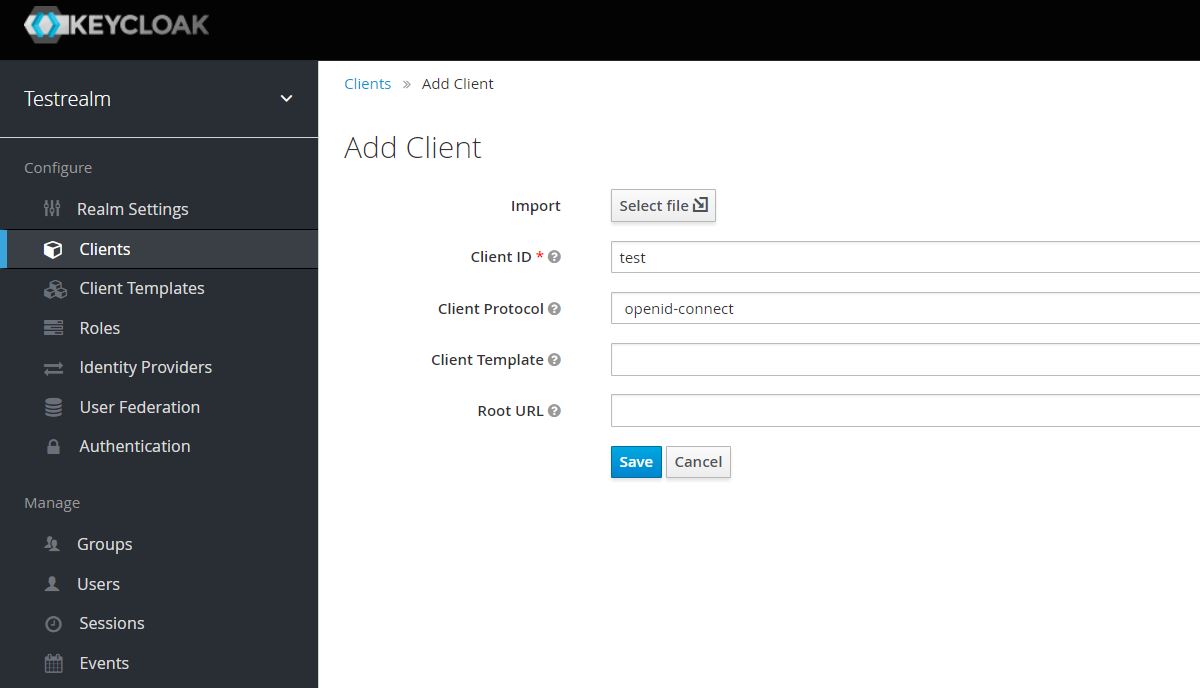 KEYCLOAK
Testrealm
Configure
Realm Settings
Clients
Client Templates
Roles
Identity Providers
User Federation
Authentication
Manage
Groups
Users
Sessions
Events
Clients » Add Client
Add Client
Import Select file
Client ID * test
Client Protocol openid-connect
Client Template
Root URL
Save Cancel